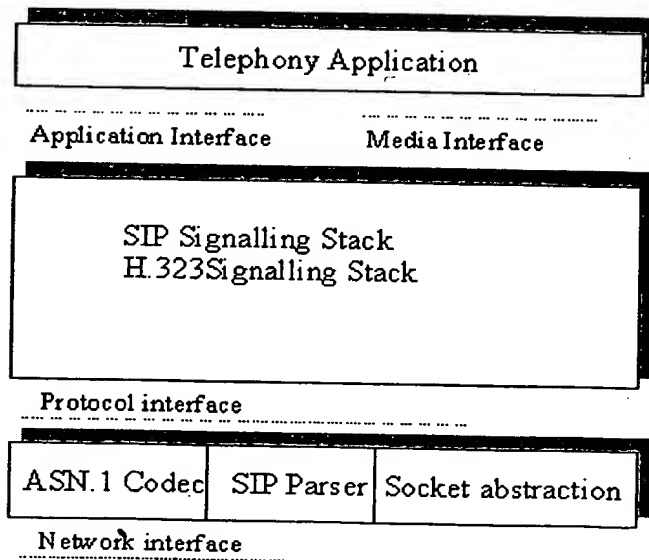 Telephony Application
Application Interface
Media Interface
SIP Signalling Stack
H.323Signalling Stack
Protocol interface
ASN.1 Codec
SIP Parser
Socket abstraction
Network interface